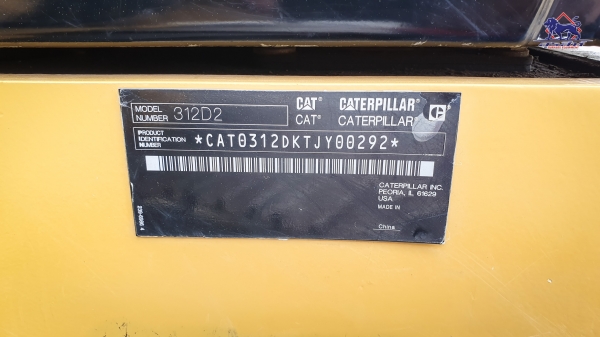 MODEL NUMBER 312D2
CAT® CATERPILLAR®
CAT® CATERPILLAR®
PRODUCT IDENTIFICATION NUMBER *CAT0312DKTJY00292*
CATERPILLAR INC.
PEORIA, IL 61629
USA
MADE IN
China